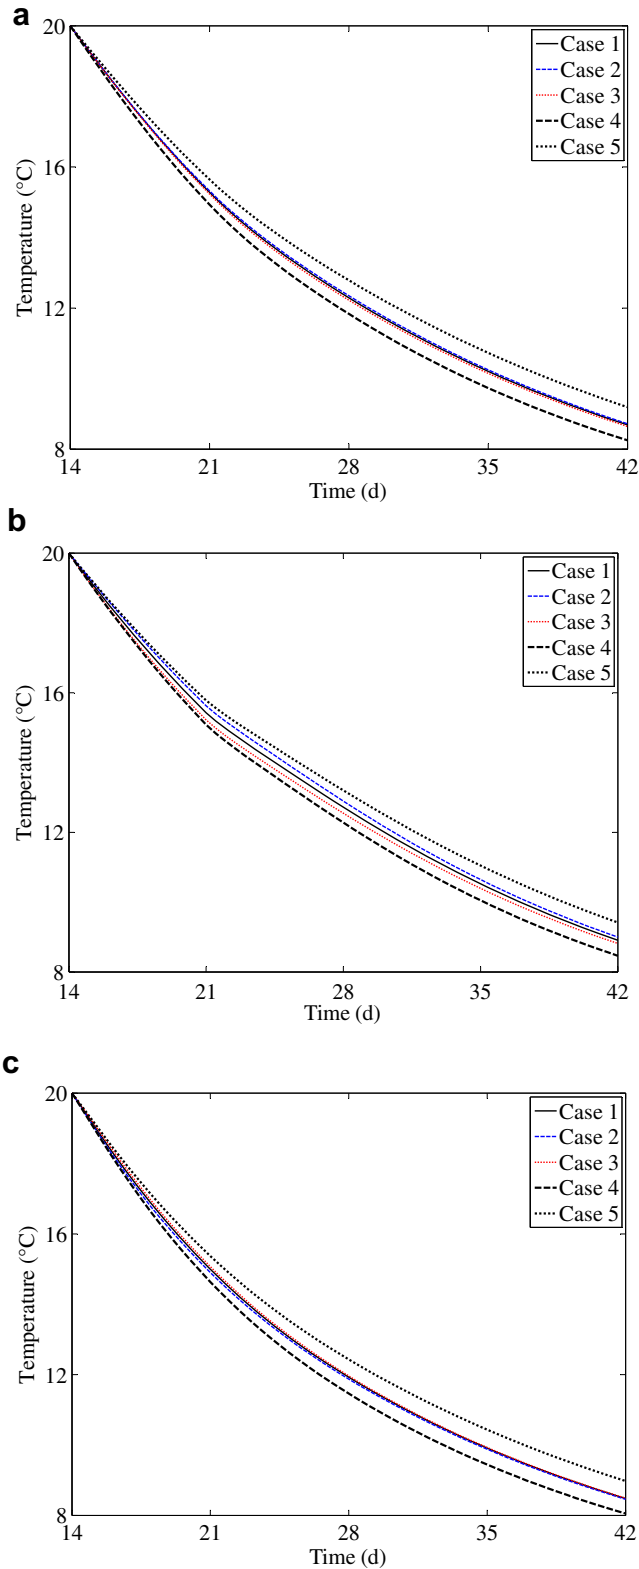 a
20
16
12
8
Temperature (°C)
Case 1
Case 2
Case 3
Case 4
Case 5
14 21 28 35 42
Time (d)
b
20
16
12
8
Temperature (°C)
Case 1
Case 2
Case 3
Case 4
Case 5
14 21 28 35 42
Time (d)
c
20
16
12
8
Temperature (°C)
Case 1
Case 2
Case 3
Case 4
Case 5
14 21 28 35 42
Time (d)